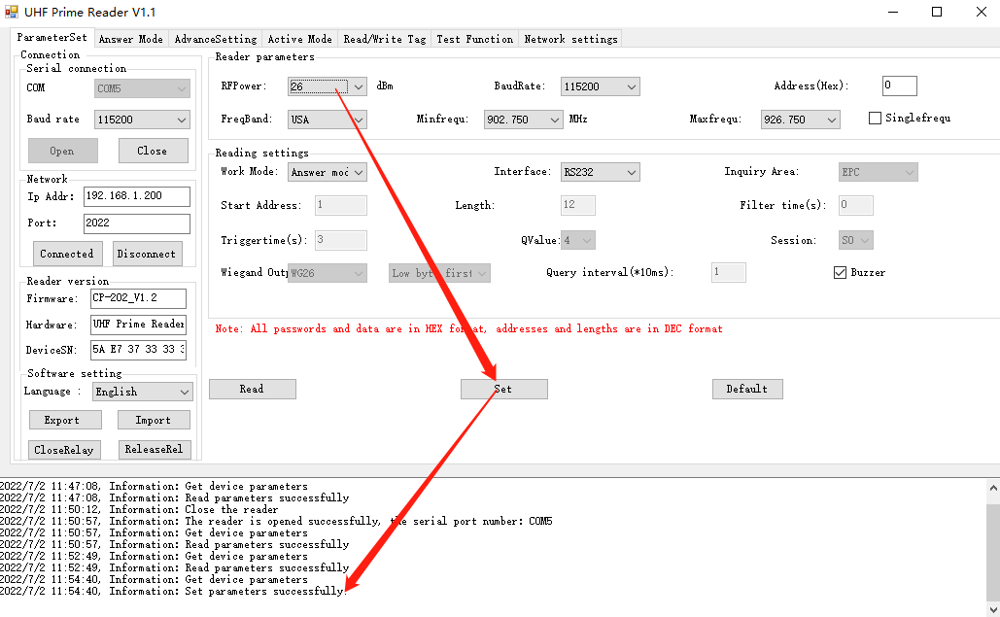 UHF Prime Reader V1.1
ParameterSet Answer Mode AdvanceSetting Active Mode Read/Write Tag Test Function Network settings
Connection
Serial connection
COM COM5
Baud rate 115200
Open Close
Network
Ip Addr: 192.168.1.200
Port: 2022
Connected Disconnect
Reader version
Firmware: CP-202_V1.2
Hardware: UHF Prime Reader
DeviceSN: 5A E7 37 33 33 3
Software setting
Language : English
Export Import
CloseRelay ReleaseRel
Reader parameters
RFPower: 26 dBm BaudRate: 115200 Address(Hex): 0
FreqBand: USA Minfrequ: 902.750 MHz Maxfrequ: 926.750 Singlefrequ
Reading settings
Work Mode: Answer mod Interface: RS232 Inquiry Area: EPC
Start Address: 1 Length: 12 Filter time(s): 0
Triggertime(s): 3 QValue: 4 Session: S0
Wiegand Outp WG26 Low byte first Query interval(*10ms): 1 Buzzer
Note: All passwords and data are in HEX format, addresses and lengths are in DEC format
Read Set Default
2022/7/2 11:47:08, Information: Get device parameters
2022/7/2 11:47:08, Information: Read parameters successfully
2022/7/2 11:50:12, Information: Close the reader
2022/7/2 11:50:57, Information: The reader is opened successfully, the serial port number: COM5
2022/7/2 11:50:57, Information: Get device parameters
2022/7/2 11:50:57, Information: Read parameters successfully
2022/7/2 11:52:49, Information: Get device parameters
2022/7/2 11:52:49, Information: Read parameters successfully
2022/7/2 11:54:40, Information: Get device parameters
2022/7/2 11:54:40, Information: Set parameters successfully!